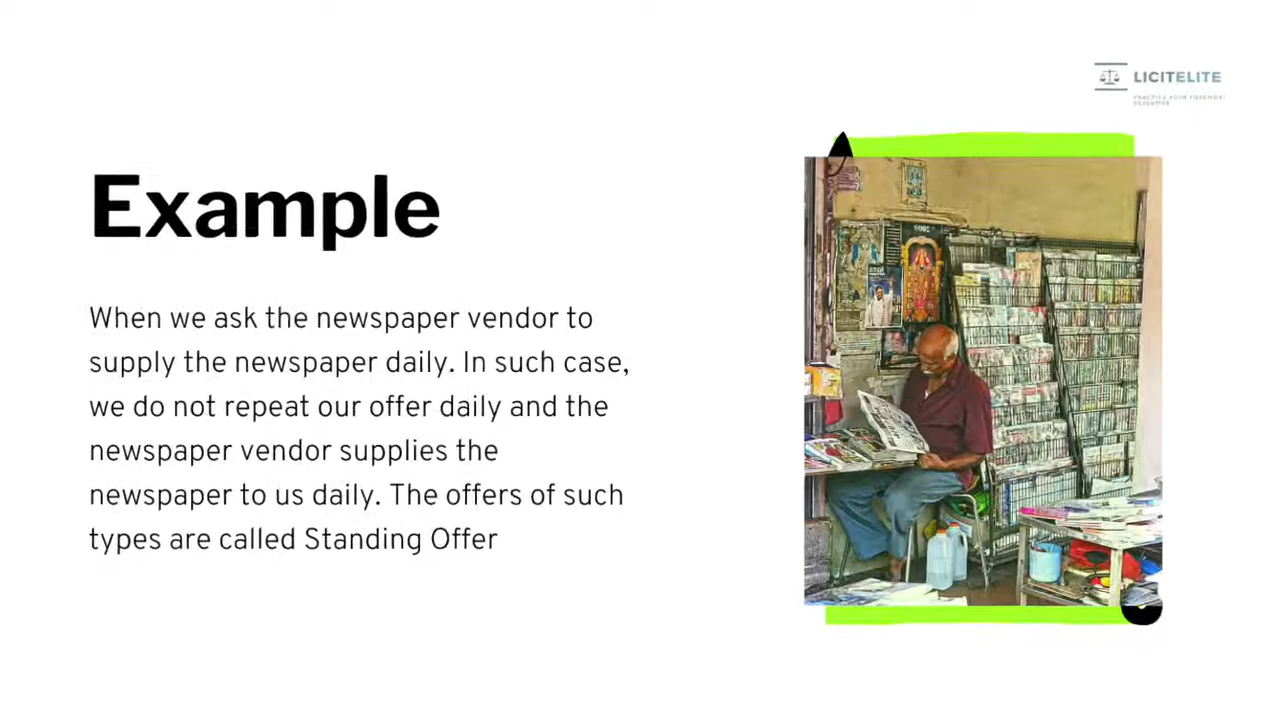 LICITELITE
Example
When we ask the newspaper vendor to
supply the newspaper daily. In such case,
we do not repeat our offer daily and the
newspaper vendor supplies the
newspaper to us daily. The offers of such
types are called Standing Offer